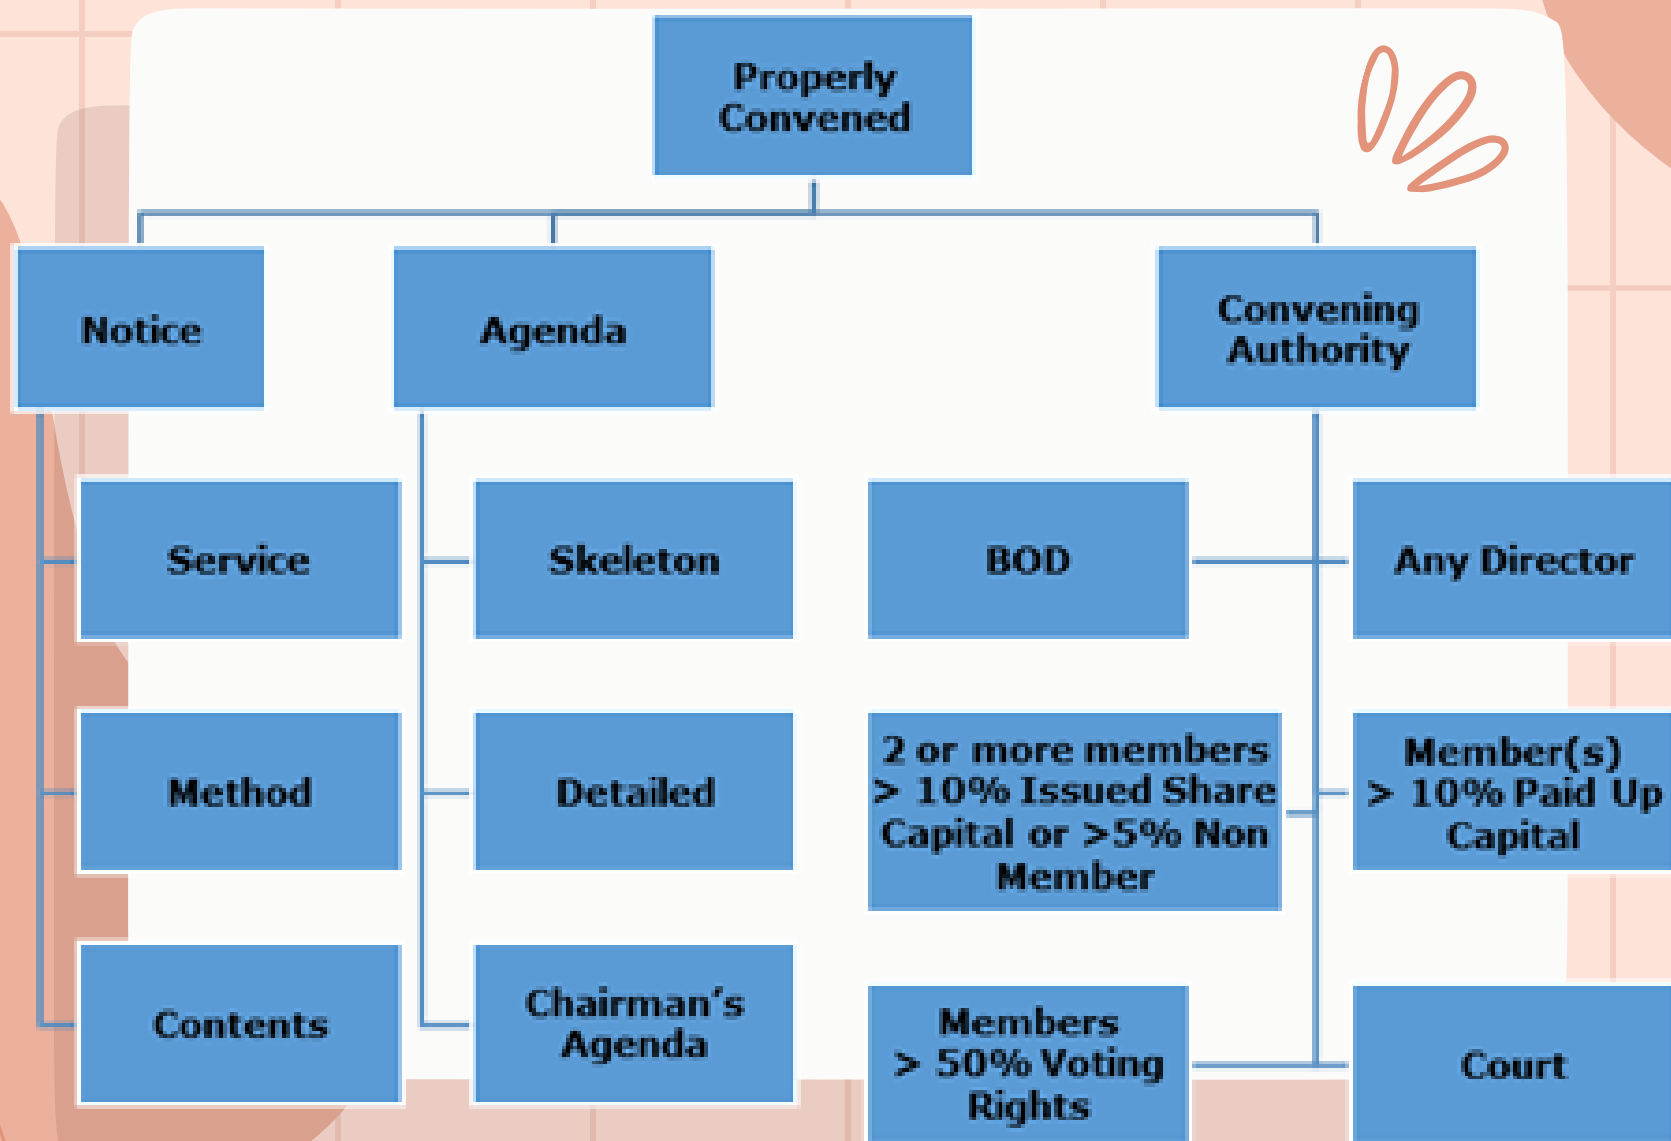 Properly
Convened
Notice
Agenda
Convening
Authority
Service
Skeleton
BOD
Any Director
Method
Detailed
2 or more members
> 10% Issued Share
Capital or >5% Non
Member
Member(s)
> 10% Paid Up
Capital
Contents
Chairman’s
Agenda
Members
> 50% Voting
Rights
Court